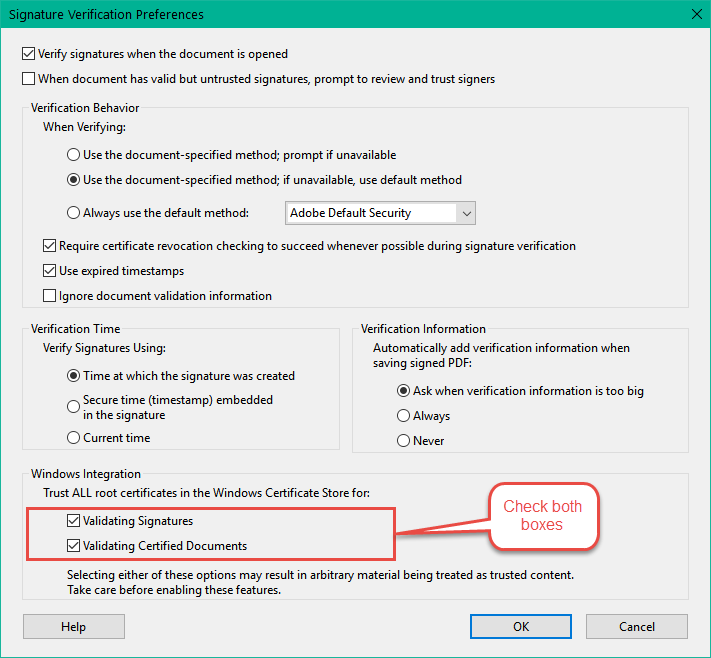 Signature Verification Preferences
Verify signatures when the document is opened
When document has valid but untrusted signatures, prompt to review and trust signers
Verification Behavior
When Verifying:
Use the document-specified method; prompt if unavailable
Use the document-specified method; if unavailable, use default method
Always use the default method:
Adobe Default Security
Require certificate revocation checking to succeed whenever possible during signature verification
Use expired timestamps
Ignore document validation information
Verification Time
Verify Signatures Using:
Time at which the signature was created
Secure time (timestamp) embedded
in the signature
Current time
Verification Information
Automatically add verification information when
saving signed PDF:
Ask when verification information is too big
Always
Never
Windows Integration
Trust ALL root certificates in the Windows Certificate Store for:
Validating Signatures
Validating Certified Documents
Check both
boxes
Selecting either of these options may result in arbitrary material being treated as trusted content.
Take care before enabling these features.
Help
OK
Cancel